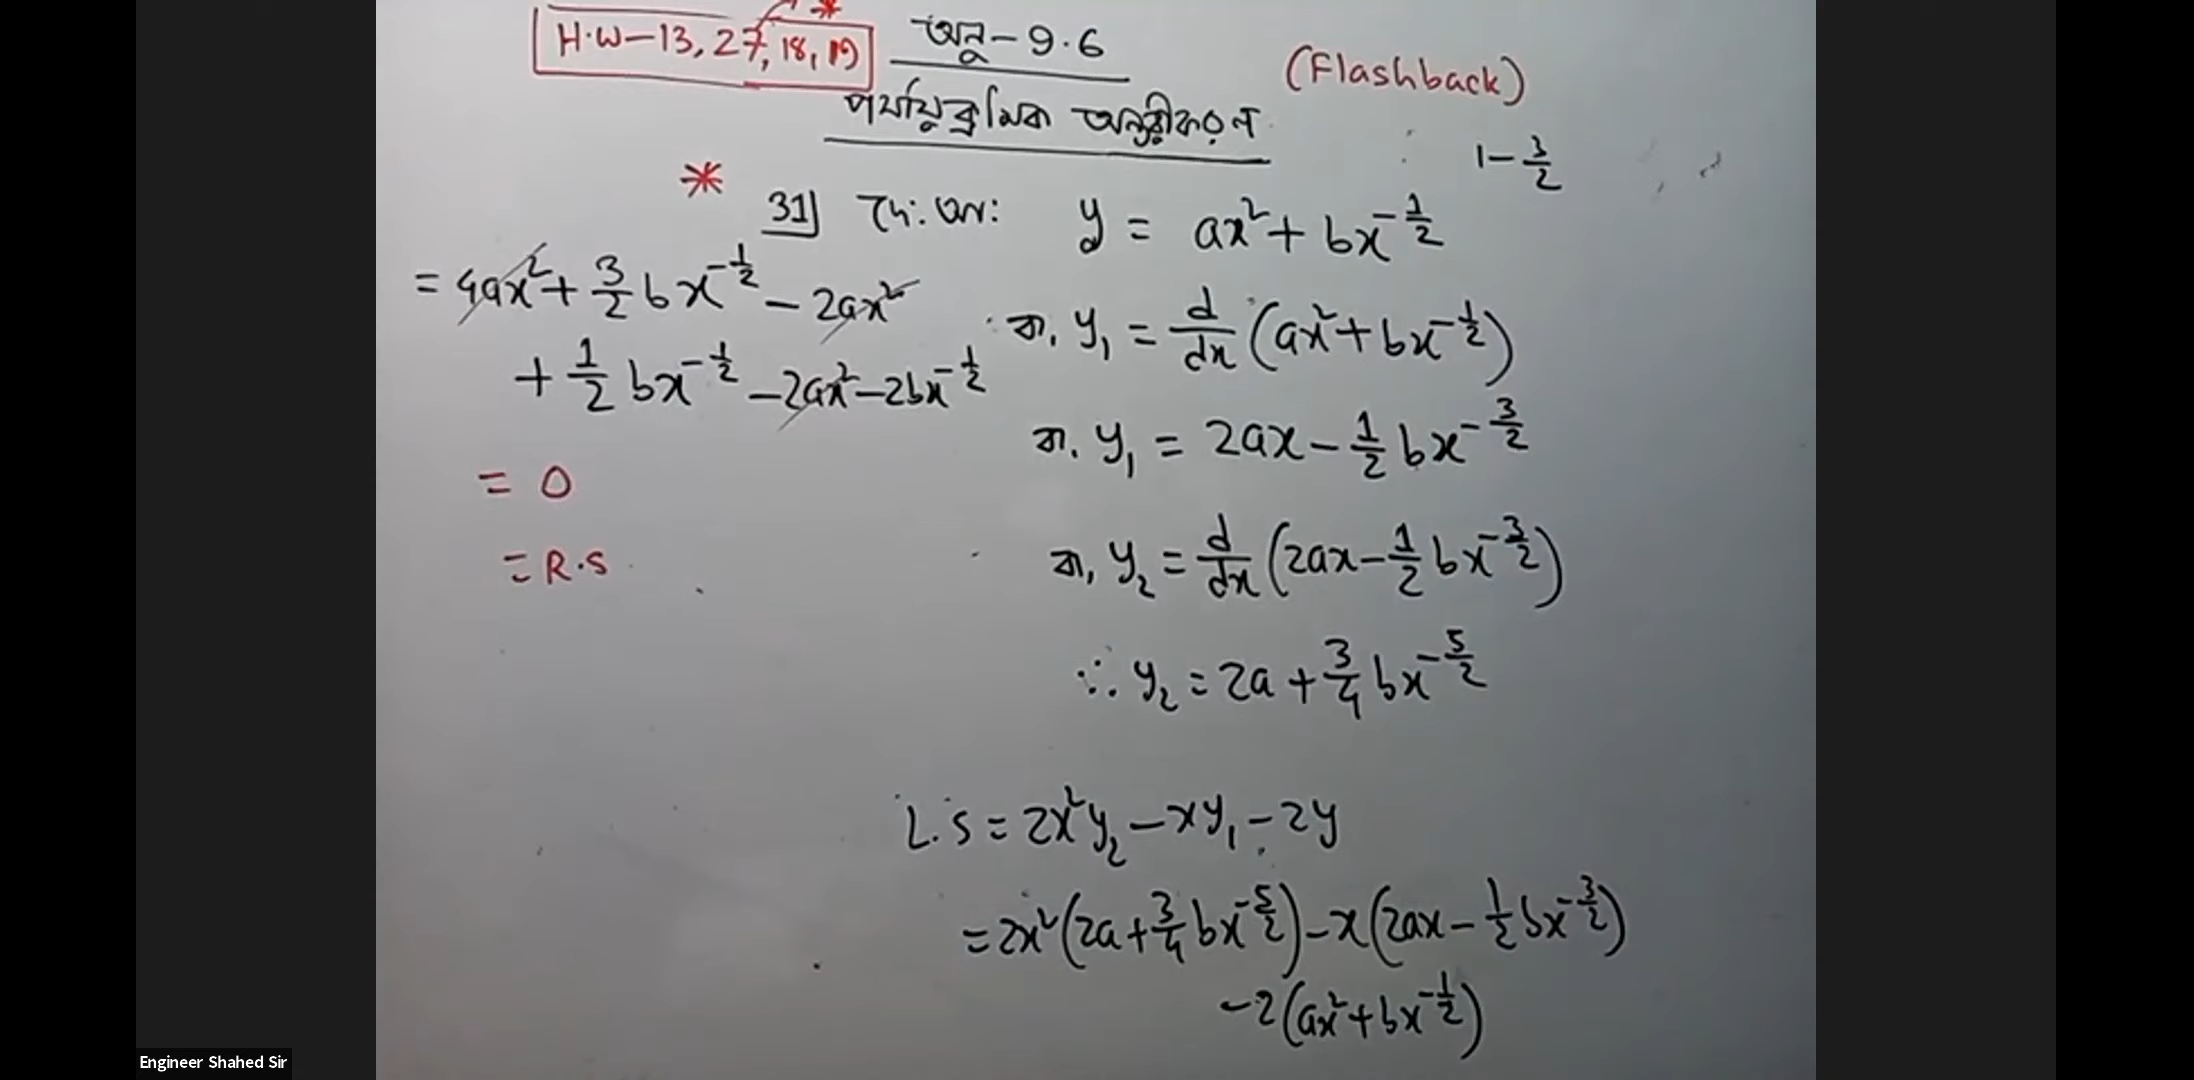 H.W-13, 27, 18, 19
অনু-9.6
(Flashback)
পর্যায়ক্রমিক অন্তরীকরণ
1-3/2
* 31] দে: আছে: y = ax² + bx^{-1/2}
বা, y₁ = d/dx (ax² + bx^{-1/2})
বা, y₁ = 2ax - 1/2 bx^{-3/2}
বা, y₂ = d/dx (2ax - 1/2 bx^{-3/2})
∴ y₂ = 2a + 3/4 bx^{-5/2}
L.S = 2x²y₂ - xy₁ - 2y
= 2x²(2a + 3/4 bx^{-5/2}) - x(2ax - 1/2 bx^{-3/2})
-2(ax² + bx^{-1/2})
= 4ax² + 3/2 bx^{-1/2} - 2ax²
+ 1/2 bx^{-1/2} - 2ax² - 2bx^{-1/2}
= 0
= R.S
Engineer Shahed Sir